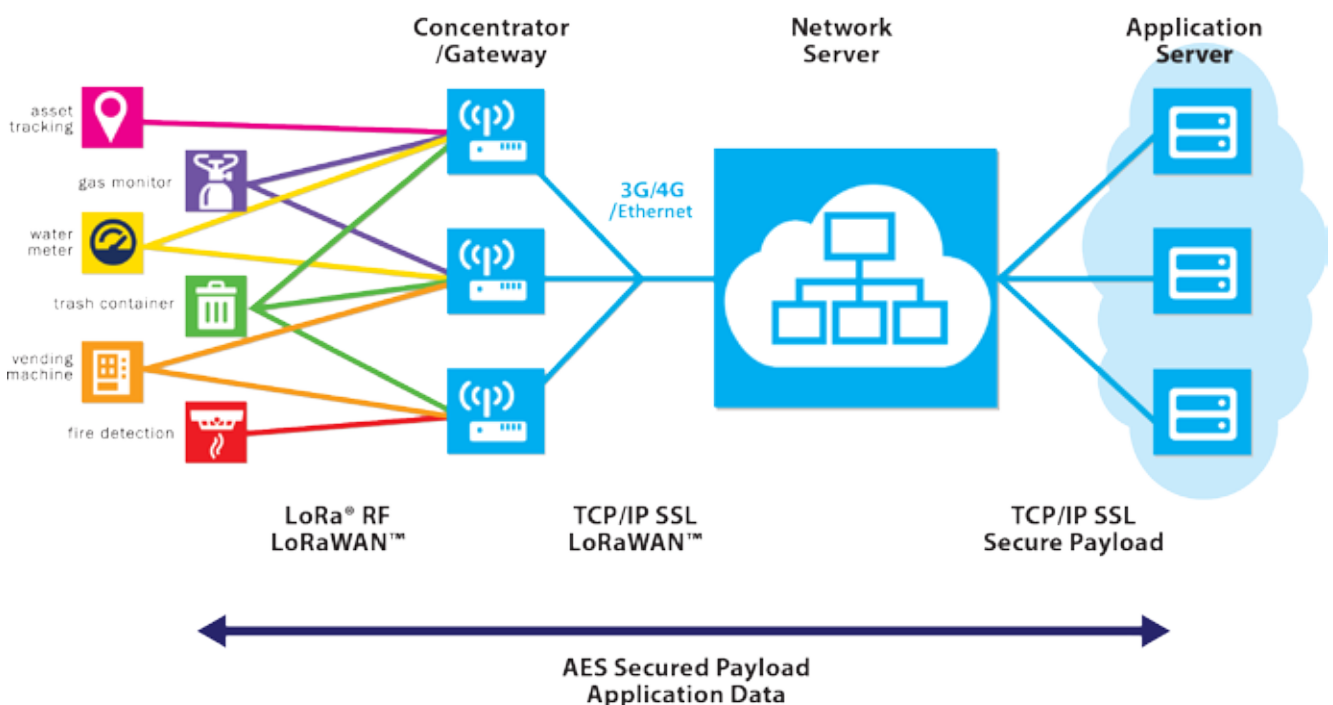 Concentrator
/Gateway
Network
Server
Application
Server
asset
tracking
gas monitor
water
meter
trash container
vending
machine
fire detection
3G/4G
/Ethernet
LoRa® RF
LoRaWAN™
TCP/IP SSL
LoRaWAN™
TCP/IP SSL
Secure Payload
AES Secured Payload
Application Data